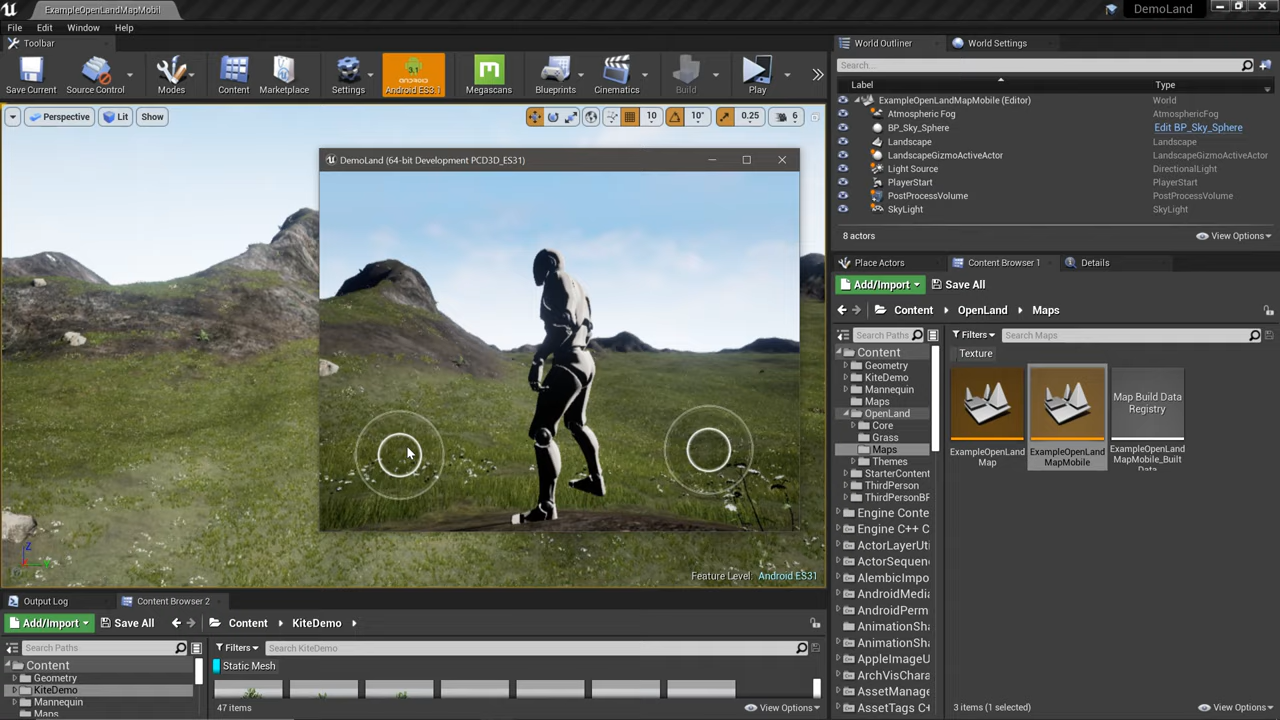 ExampleOpenLandMapMobil
DemoLand
File Edit Window Help
Toolbar
Save Current
Source Control
Modes
Content
Marketplace
Settings
3.1
ANDROID
Android ES3.1
Megascans
Blueprints
Cinematics
Build
Play
Perspective
Lit
Show
10
10°
0.25
6
DemoLand (64-bit Development PCD3D_ES31)
Z
Feature Level: Android ES31
World Outliner
World Settings
Search...
Label Type
ExampleOpenLandMapMobile (Editor) World
Atmospheric Fog AtmosphericFog
BP_Sky_Sphere Edit BP_Sky_Sphere
Landscape Landscape
LandscapeGizmoActiveActor LandscapeGizmoActiveActor
Light Source DirectionalLight
PlayerStart PlayerStart
PostProcessVolume PostProcessVolume
SkyLight SkyLight
8 actors
View Options
Place Actors
Content Browser 1
Details
Add/Import
Save All
Content
OpenLand
Maps
Search Paths
Filters
Search Maps
Texture
Content
Geometry
KiteDemo
Mannequin
Maps
OpenLand
Core
Grass
Maps
Themes
StarterContent
ThirdPerson
ThirdPersonBP
Engine Conte
Engine C++ C
ActorLayerUti
ActorSequen
AlembicImpo
AndroidMedia
AndroidPerm
AnimationSha
AnimationSha
AppleImageU
ArchVisChara
AssetManage
AssetTags C+
ExampleOpenLand
Map
ExampleOpenLand
MapMobile
Map Build Data
Registry
ExampleOpenLand
MapMobile_Built
Data
3 items (1 selected)
View Options
Output Log
Content Browser 2
Add/Import
Save All
Content
KiteDemo
Search Paths
Filters
Search KiteDemo
Content
Geometry
KiteDemo
Mannequin
Maps
Static Mesh
47 items
View Options